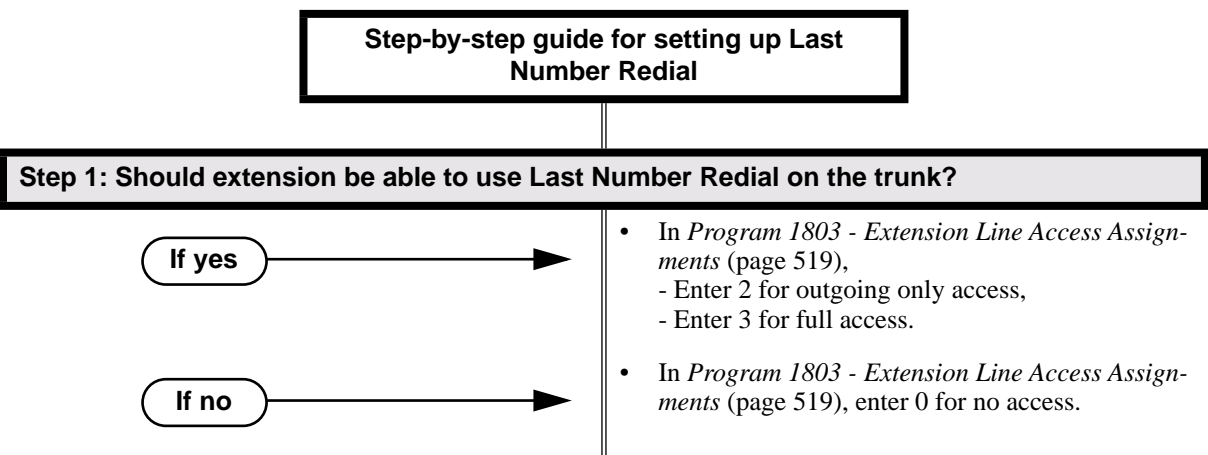 Step-by-step guide for setting up Last
Number Redial
Step 1: Should extension be able to use Last Number Redial on the trunk?
If yes
• In Program 1803 - Extension Line Access Assign-
ments (page 519),
- Enter 2 for outgoing only access,
- Enter 3 for full access.
If no
• In Program 1803 - Extension Line Access Assign-
ments (page 519), enter 0 for no access.